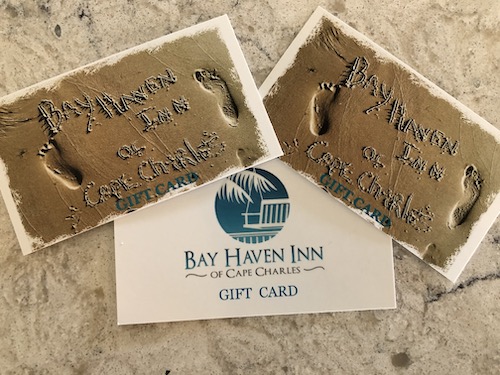 BAY HAVEN
INN
OF
CAPE CHARLES
GIFT CARD
BAY HAVEN
INN
OF
CAPE CHARLES
GIFT CARD
BAY HAVEN INN
OF CAPE CHARLES
GIFT CARD